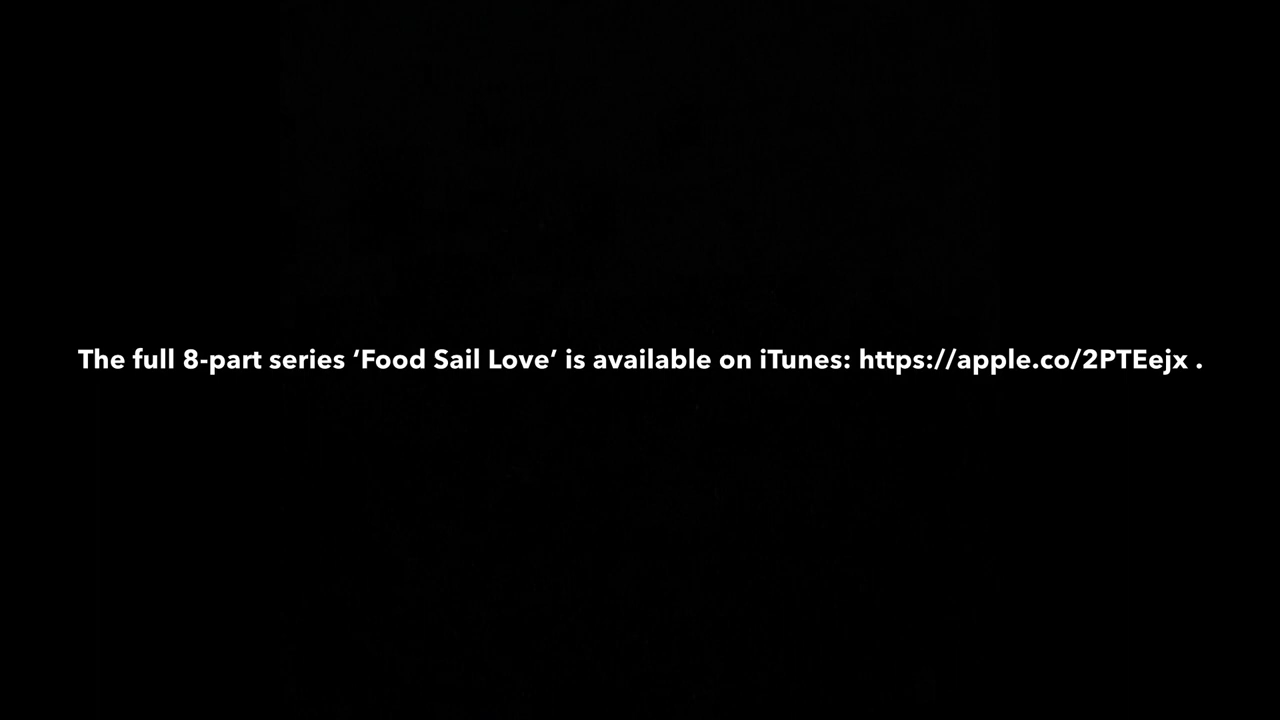 The full 8-part series ‘Food Sail Love’ is available on iTunes: https://apple.co/2PTEejx .